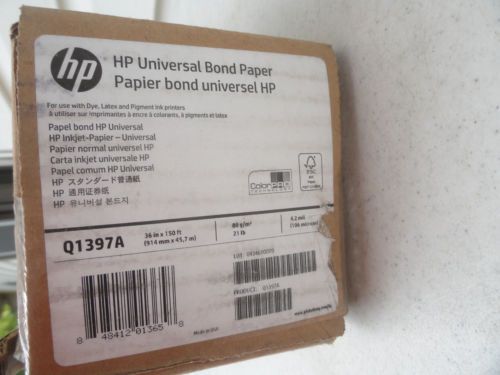 hp
HP Universal Bond Paper
Papier bond universel HP
For use with Dye, Latex and Pigment ink printers
à utiliser sur imprimantes à encre à colorants, à pigments et latex
Papel bond HP Universal
HP Inkjet-Papier – Universal
Papier normal universel HP
Carta inkjet universale HP
Papel comum HP Universal
HP スタンダード普通紙
HP 通用证券纸
HP 유니버설 본드지
ColorPRO
TECHNOLOGY
FSC
Q1397A
36 in x 150 ft
(914 mm x 45,7 m)
80 g/m²
21 lb
4.2 mil
(106 microns)
LOT
PRODUCT: Q1397A
8 48412 01365 8
Made in USA